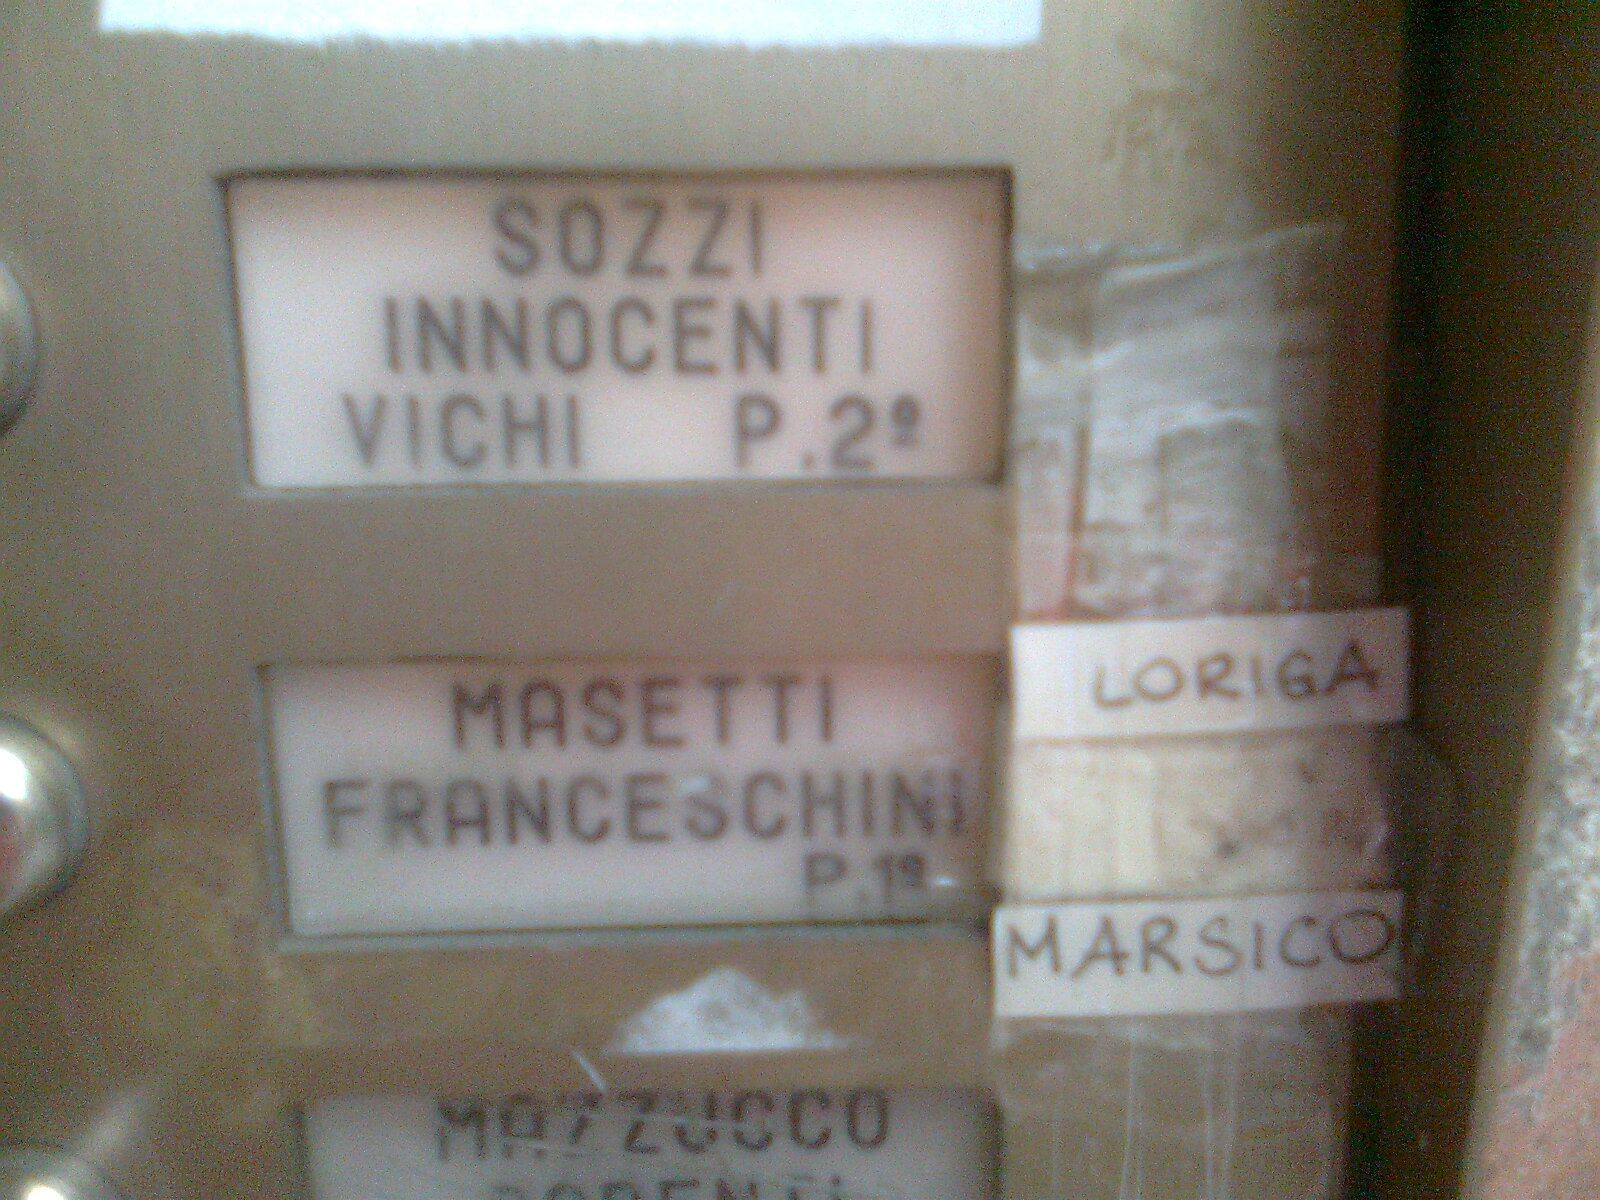 SOZZI
INNOCENTI
VICHI P.2º
MASETTI
FRANCESCHINI
P.1º
LORIGA
MARSICO
MAZZUCCO